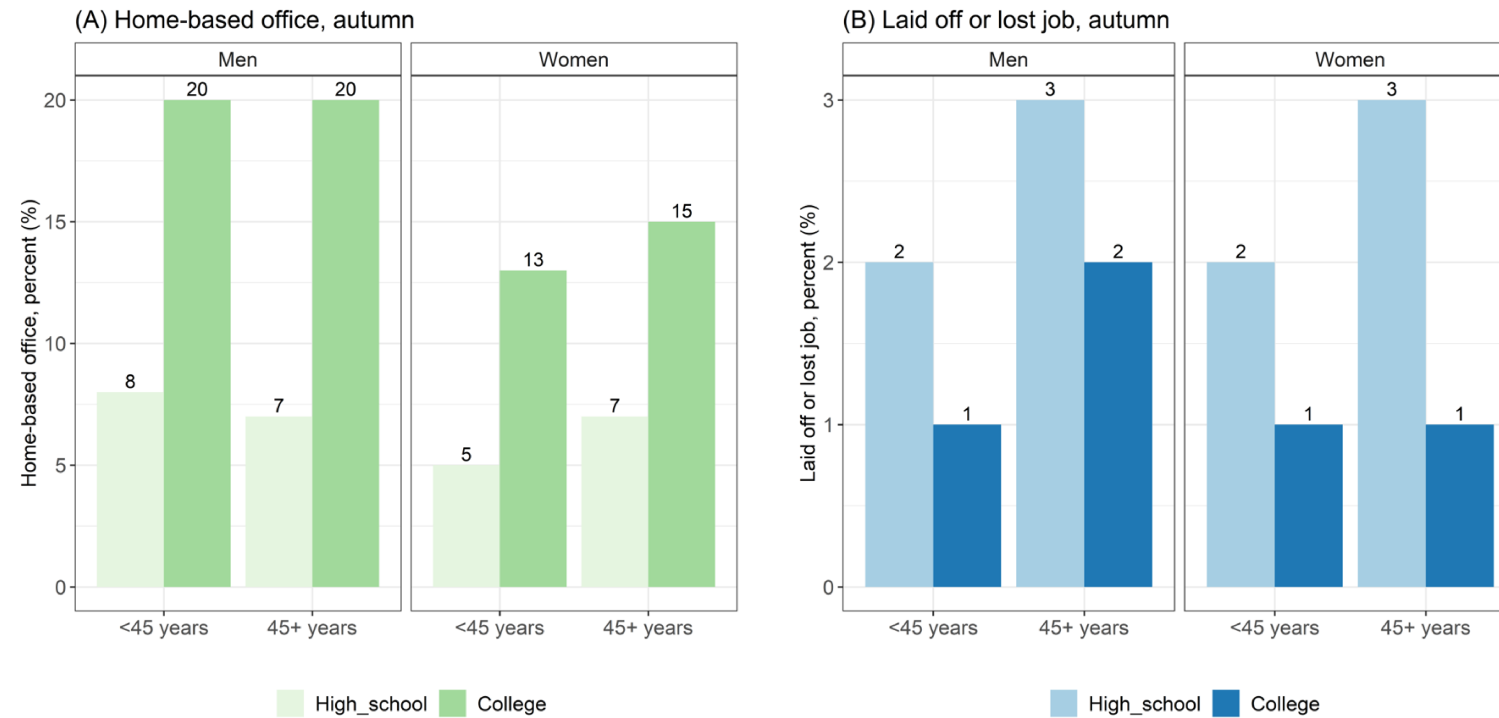 (A) Home-based office, autumn
Men
Women
Home-based office, percent (%)
20
15
10
5
0
20
20
8
7
13
15
5
7
<45 years
45+ years
<45 years
45+ years
High_school
College
(B) Laid off or lost job, autumn
Men
Women
Laid off or lost job, percent (%)
3
2
1
0
2
1
3
2
2
1
3
1
<45 years
45+ years
<45 years
45+ years
High_school
College